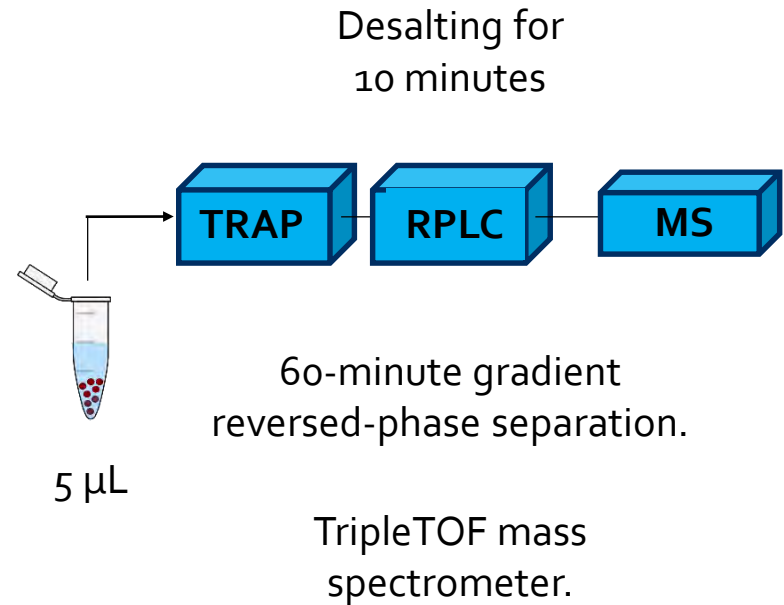 Desalting for
10 minutes
TRAP
RPLC
MS
60-minute gradient
reversed-phase separation.
5 µL
TripleTOF mass
spectrometer.